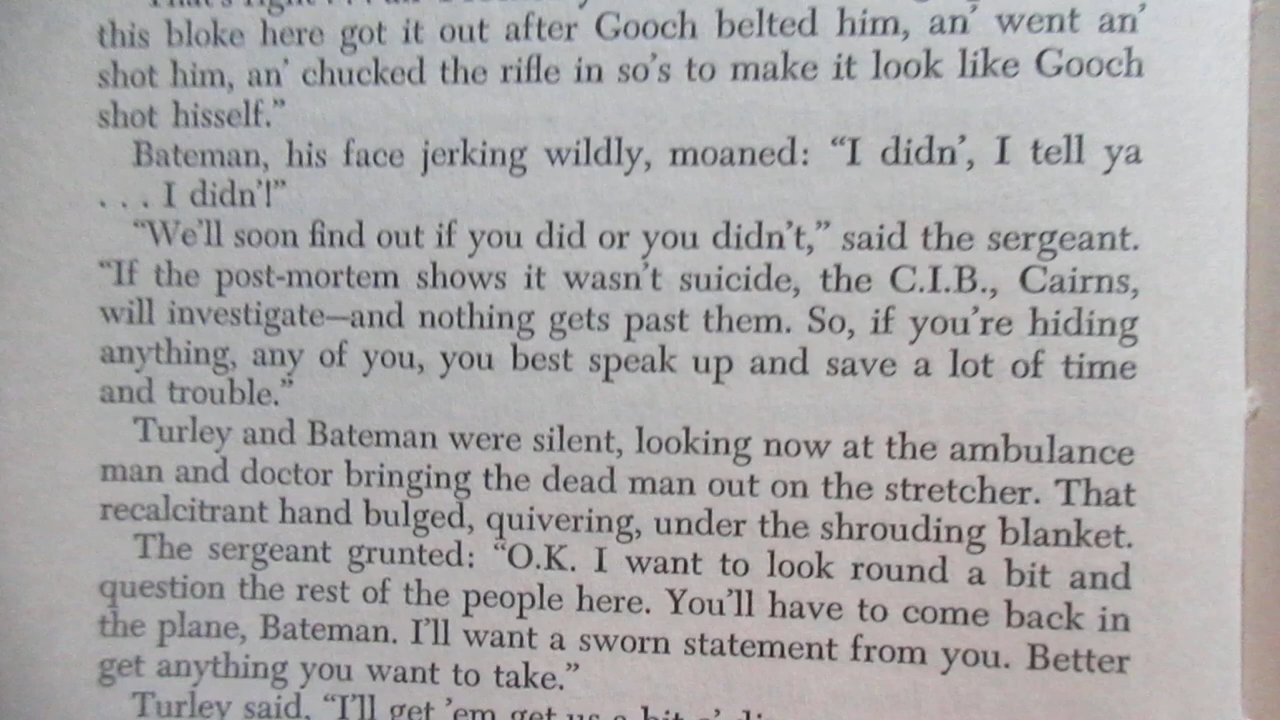 this bloke here got it out after Gooch belted him, an' went an'
shot him, an' chucked the rifle in so's to make it look like Gooch
shot hisself.”
Bateman, his face jerking wildly, moaned: “I didn', I tell ya
. . . I didn'!”
“We'll soon find out if you did or you didn't,” said the sergeant.
“If the post-mortem shows it wasn't suicide, the C.I.B., Cairns,
will investigate—and nothing gets past them. So, if you're hiding
anything, any of you, you best speak up and save a lot of time
and trouble.”
Turley and Bateman were silent, looking now at the ambulance
man and doctor bringing the dead man out on the stretcher. That
recalcitrant hand bulged, quivering, under the shrouding blanket.
The sergeant grunted: “O.K. I want to look round a bit and
question the rest of the people here. You'll have to come back in
the plane, Bateman. I'll want a sworn statement from you. Better
get anything you want to take.”
Turley said, “I'll get 'em get us a bit o'